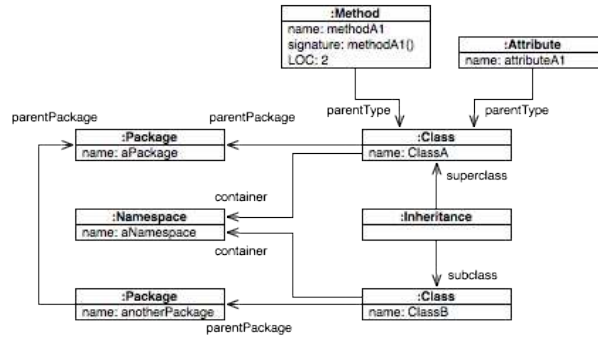 :Method
name: methodA1
signature: methodA1()
LOC: 2
:Attribute
name: attributeA1
parentType
parentType
parentPackage
parentPackage
:Package
name: aPackage
:Class
name: ClassA
superclass
container
:Namespace
name: aNamespace
:Inheritance
container
subclass
:Package
name: anotherPackage
:Class
name: ClassB
parentPackage